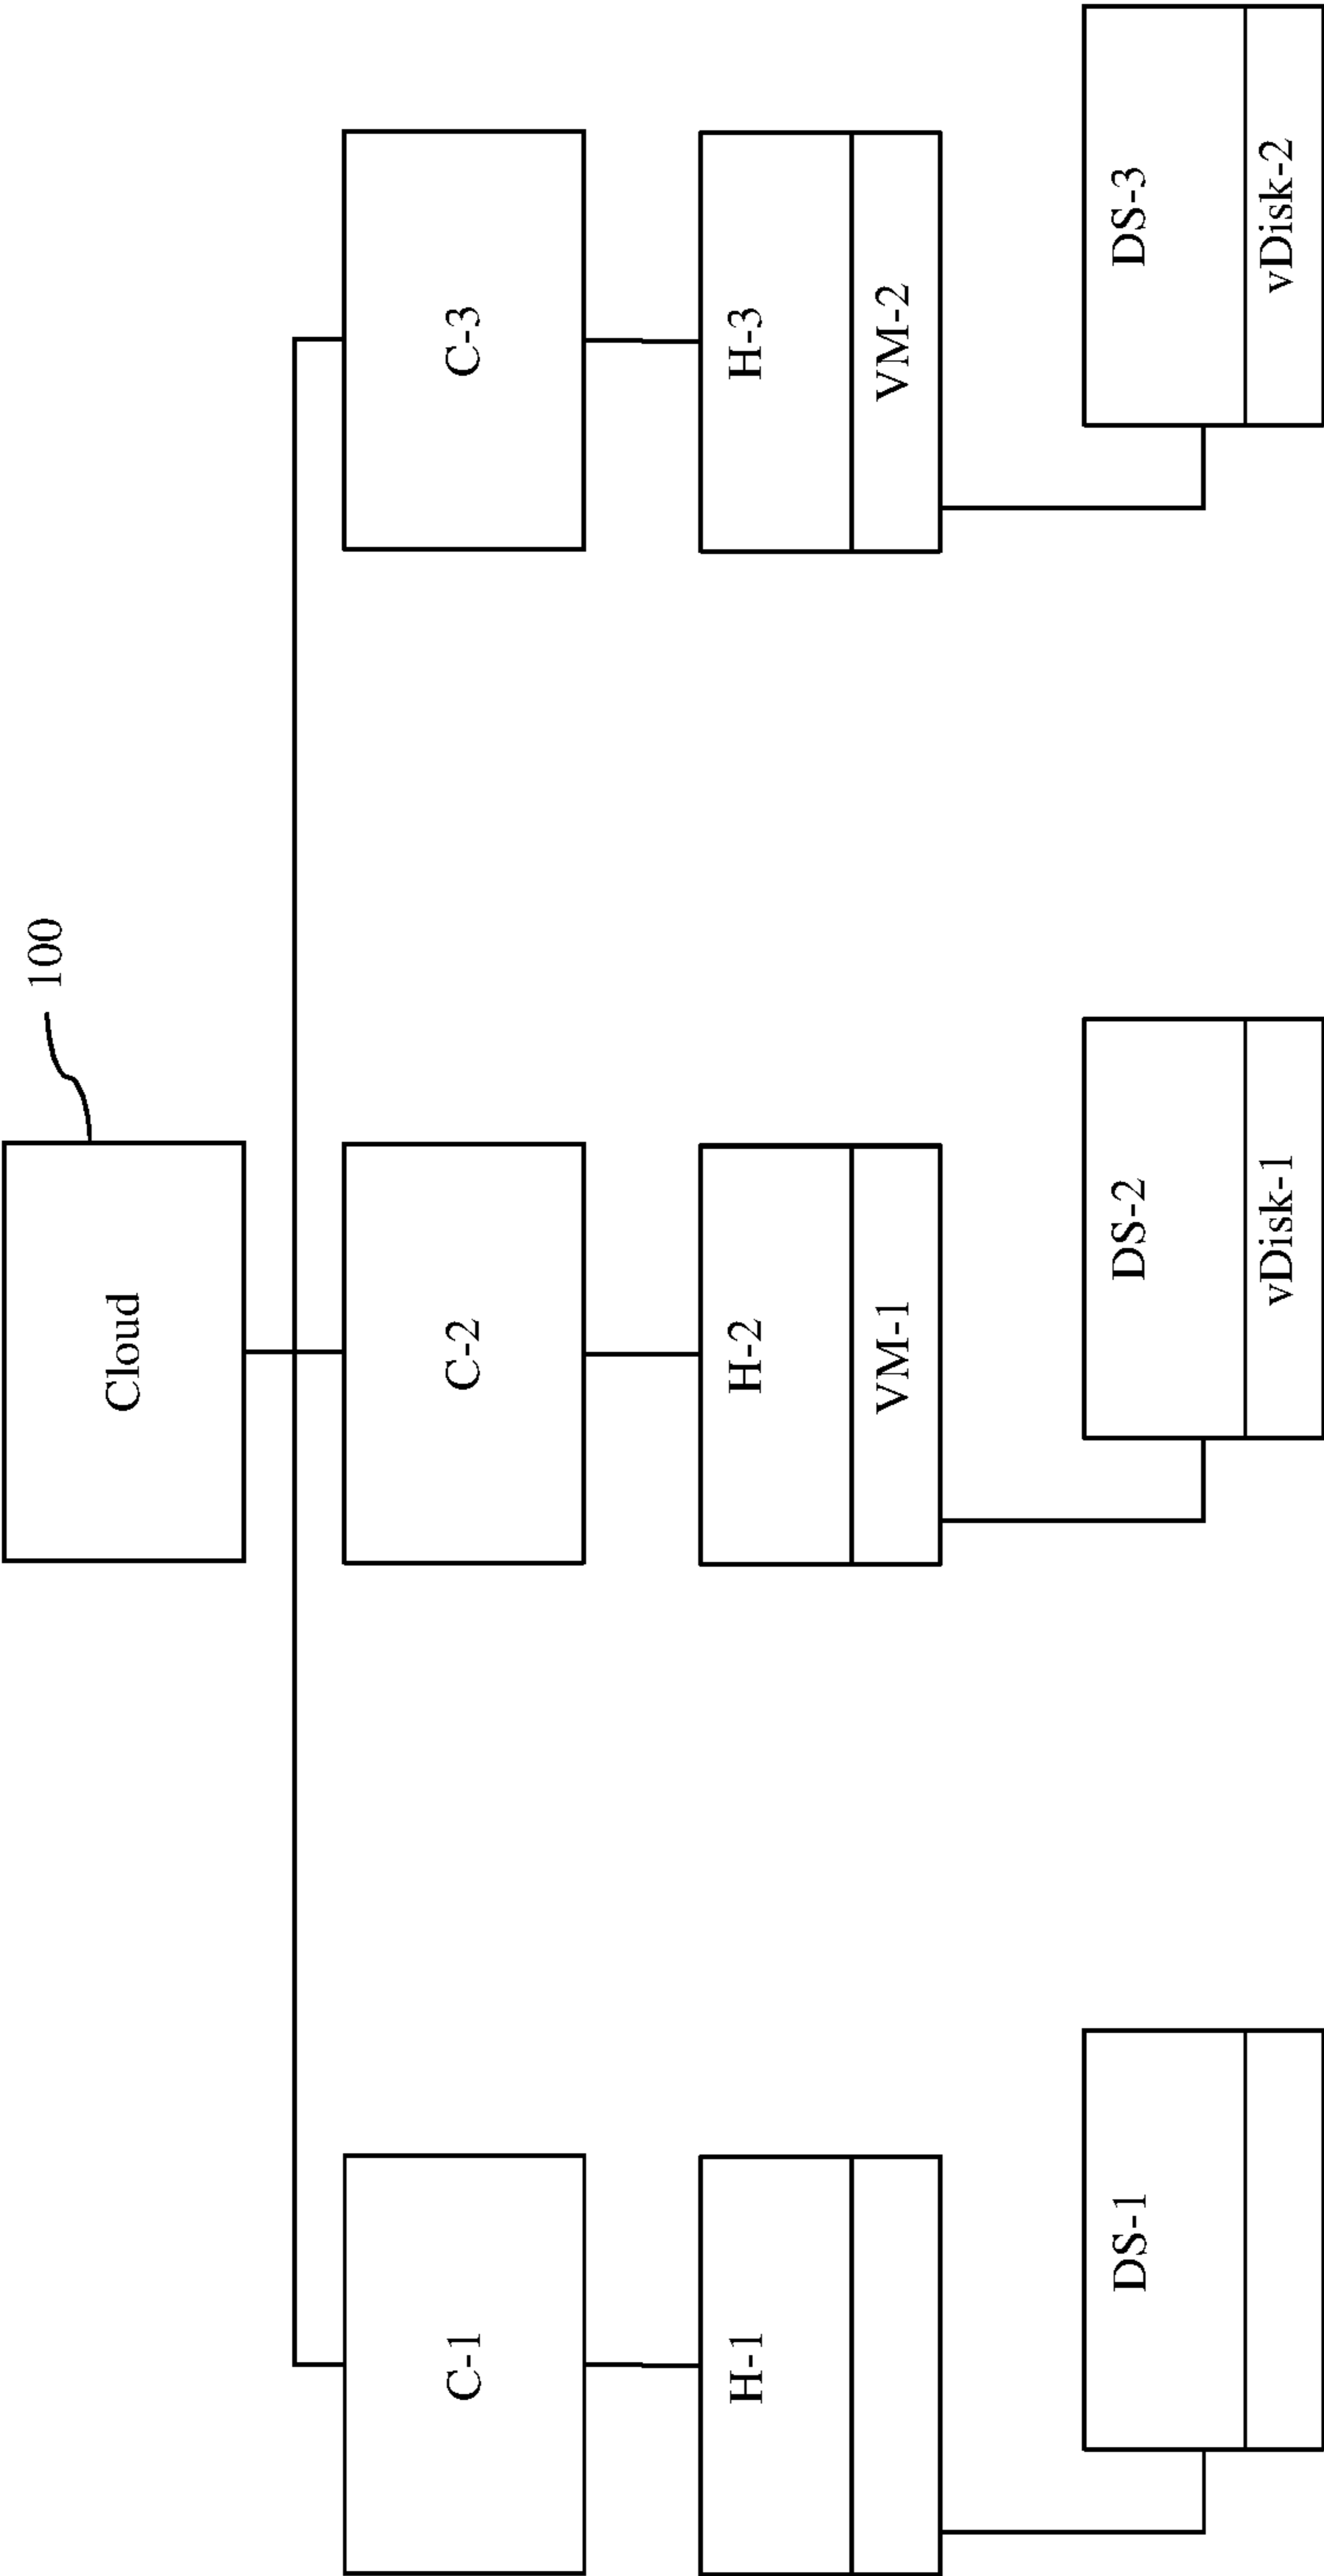 Cloud
100
C-1
C-2
C-3
H-1
H-2
VM-1
H-3
VM-2
DS-1
DS-2
vDisk-1
DS-3
vDisk-2